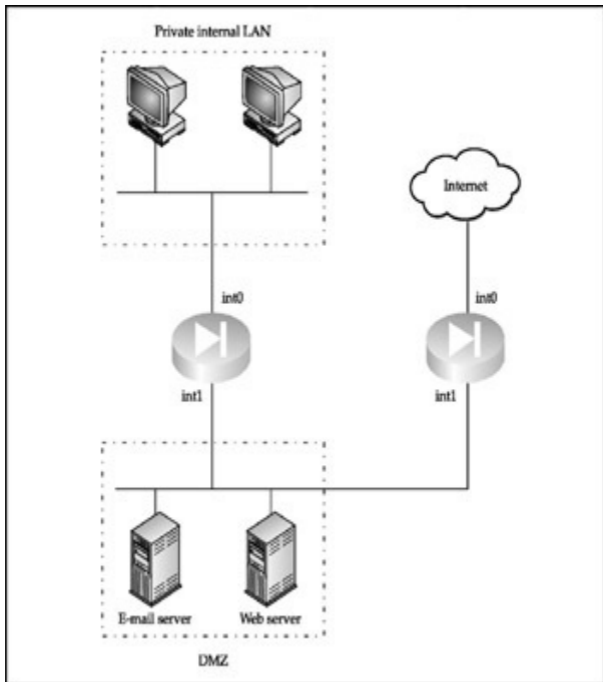 Private internal LAN
Internet
int0
int0
int1
int1
E-mail server
Web server
DMZ